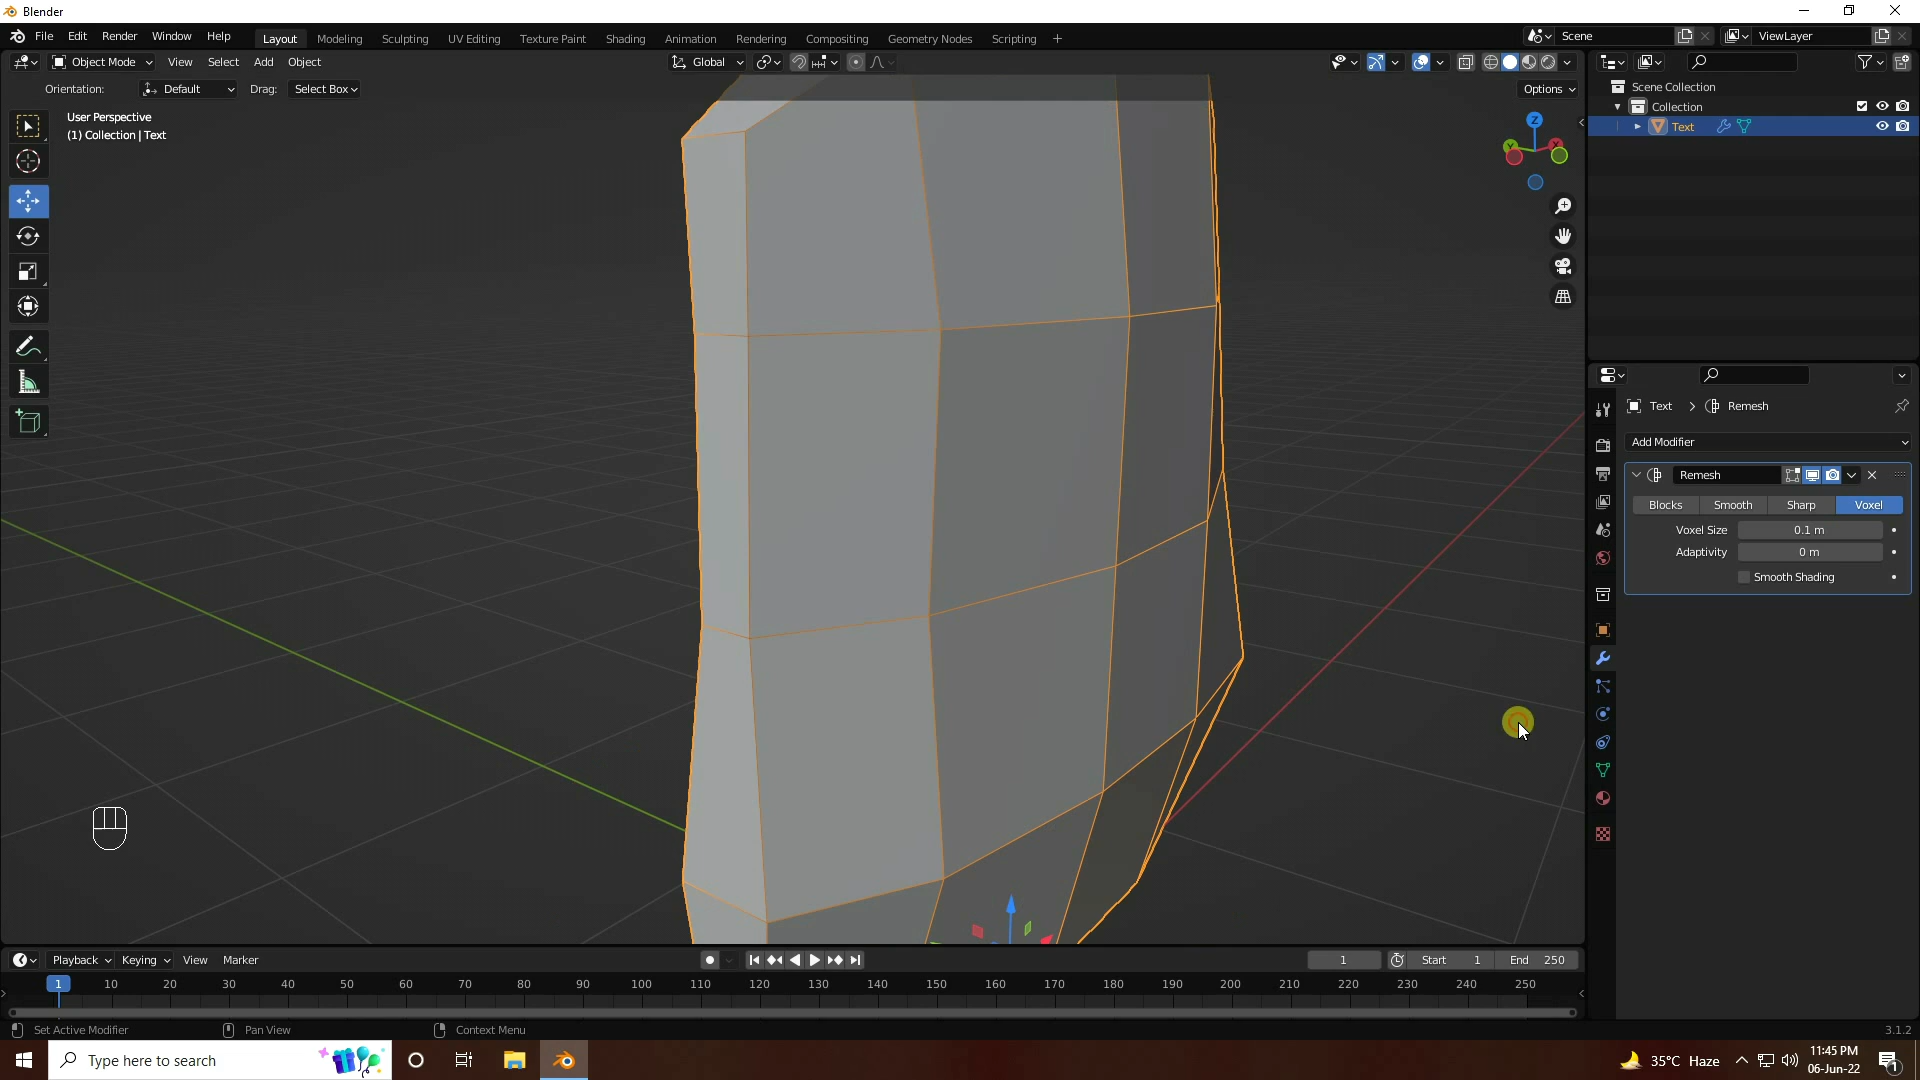 Blender
File Edit Render Window Help Layout Modeling Sculpting UV Editing Texture Paint Shading Animation Rendering Compositing Geometry Nodes Scripting + Scene ViewLayer
Object Mode View Select Add Object Global
Orientation: Default Drag: Select Box Options
User Perspective
(1) Collection | Text
Z
Y
Scene Collection
Collection
Text
Text > Remesh
Add Modifier
Remesh
Blocks Smooth Sharp Voxel
Voxel Size 0.1 m
Adaptivity 0 m
Smooth Shading
Playback Keying View Marker 1 Start 1 End 250
1 10 20 30 40 50 60 70 80 90 100 110 120 130 140 150 160 170 180 190 200 210 220 230 240 250
Set Active Modifier Pan View Context Menu 3.1.2
Type here to search 35°C Haze 11:45 PM
06-Jun-22 1